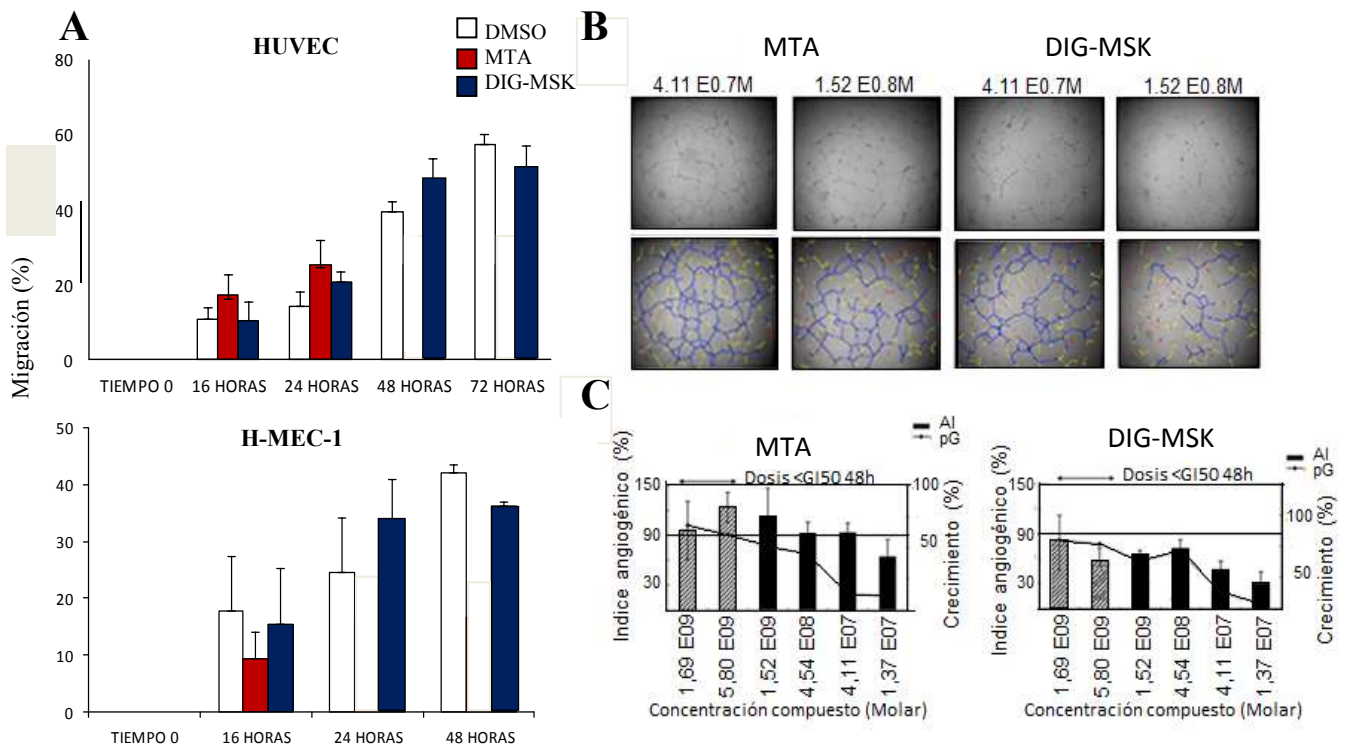 A
HUVEC
DMSO
MTA
DIG-MSK
80
60
40
20
0
TIEMPO 0 16 HORAS 24 HORAS 48 HORAS 72 HORAS
Migración (%)
H-MEC-1
50
40
30
20
10
0
TIEMPO 0 16 HORAS 24 HORAS 48 HORAS
B
MTA DIG-MSK
4.11 E0.7M 1.52 E0.8M 4.11 E0.7M 1.52 E0.8M
C
MTA
AI
pG
Dosis <GI50 48h
Indice angiogénico (%)
150
90
30
100
50
Crecimiento (%)
1,69 E09
5,80 E09
1,52 E09
4,54 E08
4,11 E07
1,37 E07
Concentración compuesto (Molar)
DIG-MSK
AI
pG
Dosis <GI50 48h
Indice angiogénico (%)
150
90
30
100
50
Crecimiento (%)
1,69 E09
5,80 E09
1,52 E09
4,54 E08
4,11 E07
1,37 E07
Concentración compuesto (Molar)